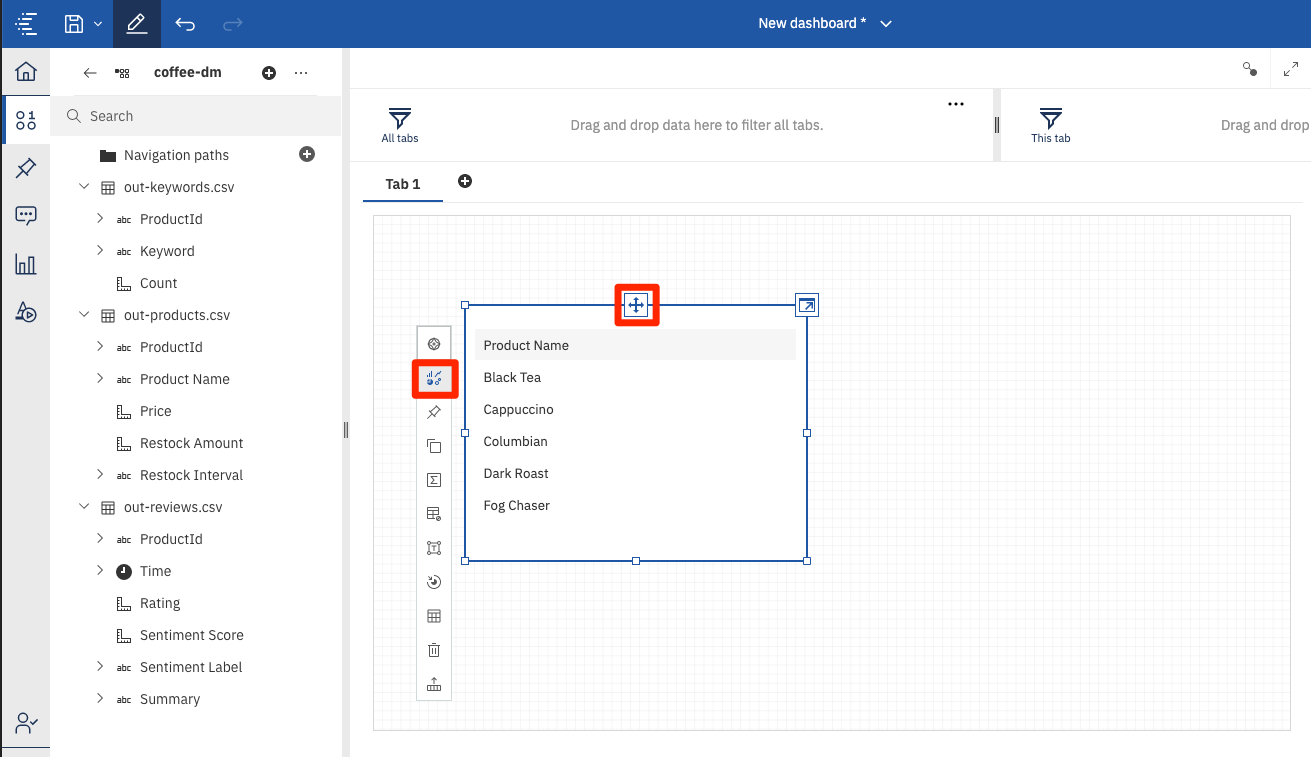 New dashboard *
coffee-dm
Search
Navigation paths
out-keywords.csv
abc ProductId
abc Keyword
Count
out-products.csv
abc ProductId
abc Product Name
Price
Restock Amount
abc Restock Interval
out-reviews.csv
abc ProductId
Time
Rating
Sentiment Score
abc Sentiment Label
abc Summary
All tabs
Drag and drop data here to filter all tabs.
This tab
Drag and drop
Tab 1
Product Name
Black Tea
Cappuccino
Columbian
Dark Roast
Fog Chaser